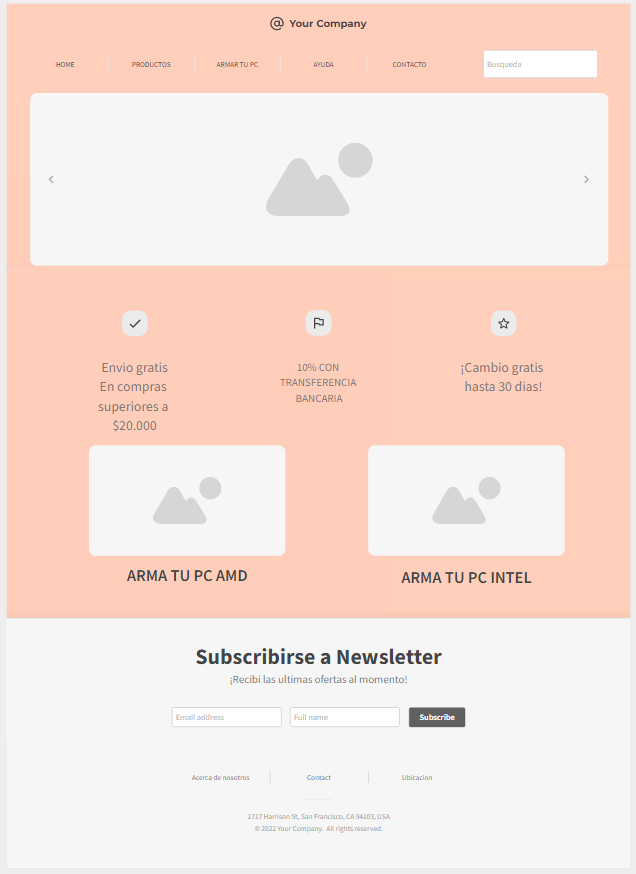 Your Company
HOME
PRODUCTOS
ARMAR TU PC
AYUDA
CONTACTO
Busqueda
Envio gratis
En compras
superiores a
$20.000
10% CON
TRANSFERENCIA
BANCARIA
¡Cambio gratis
hasta 30 dias!
ARMA TU PC AMD
ARMA TU PC INTEL
Subscribirse a Newsletter
¡Recibi las ultimas ofertas al momento!
Email address
Full name
Subscribe
Acerca de nosotros
Contact
Ubicacion
1717 Harrison St, San Francisco, CA 94103, USA
© 2022 Your Company. All rights reserved.